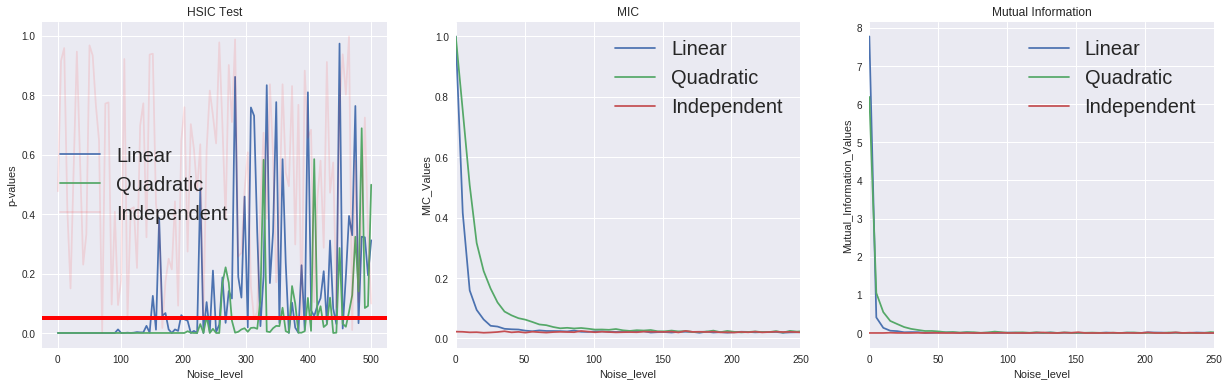 HSIC Test
p-values
1.0
0.8
0.6
0.4
0.2
0.0
Linear
Quadratic
Independent
0
100
200
300
400
500
Noise_level
MIC
MIC_Values
1.0
0.8
0.6
0.4
0.2
0.0
Linear
Quadratic
Independent
0
50
100
150
200
250
Noise_level
Mutual Information
Mutual_Information_Values
8
7
6
5
4
3
2
1
0
Linear
Quadratic
Independent
0
50
100
150
200
250
Noise_level